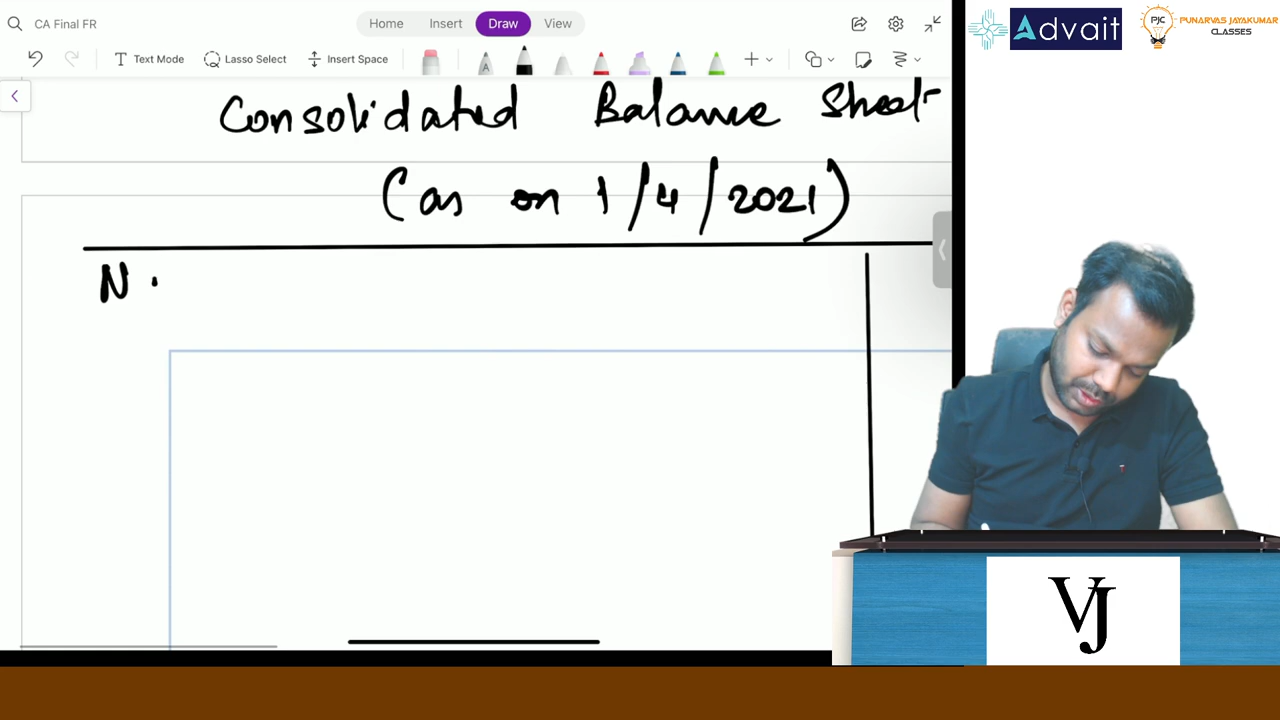 CA Final FR
Home Insert Draw View
Text Mode Lasso Select Insert Space
Advait
PJC
PUNARVAS JAYAKUMAR
CLASSES
Consolidated Balance Sheet
(as on 1/4/2021)
N.
VJ